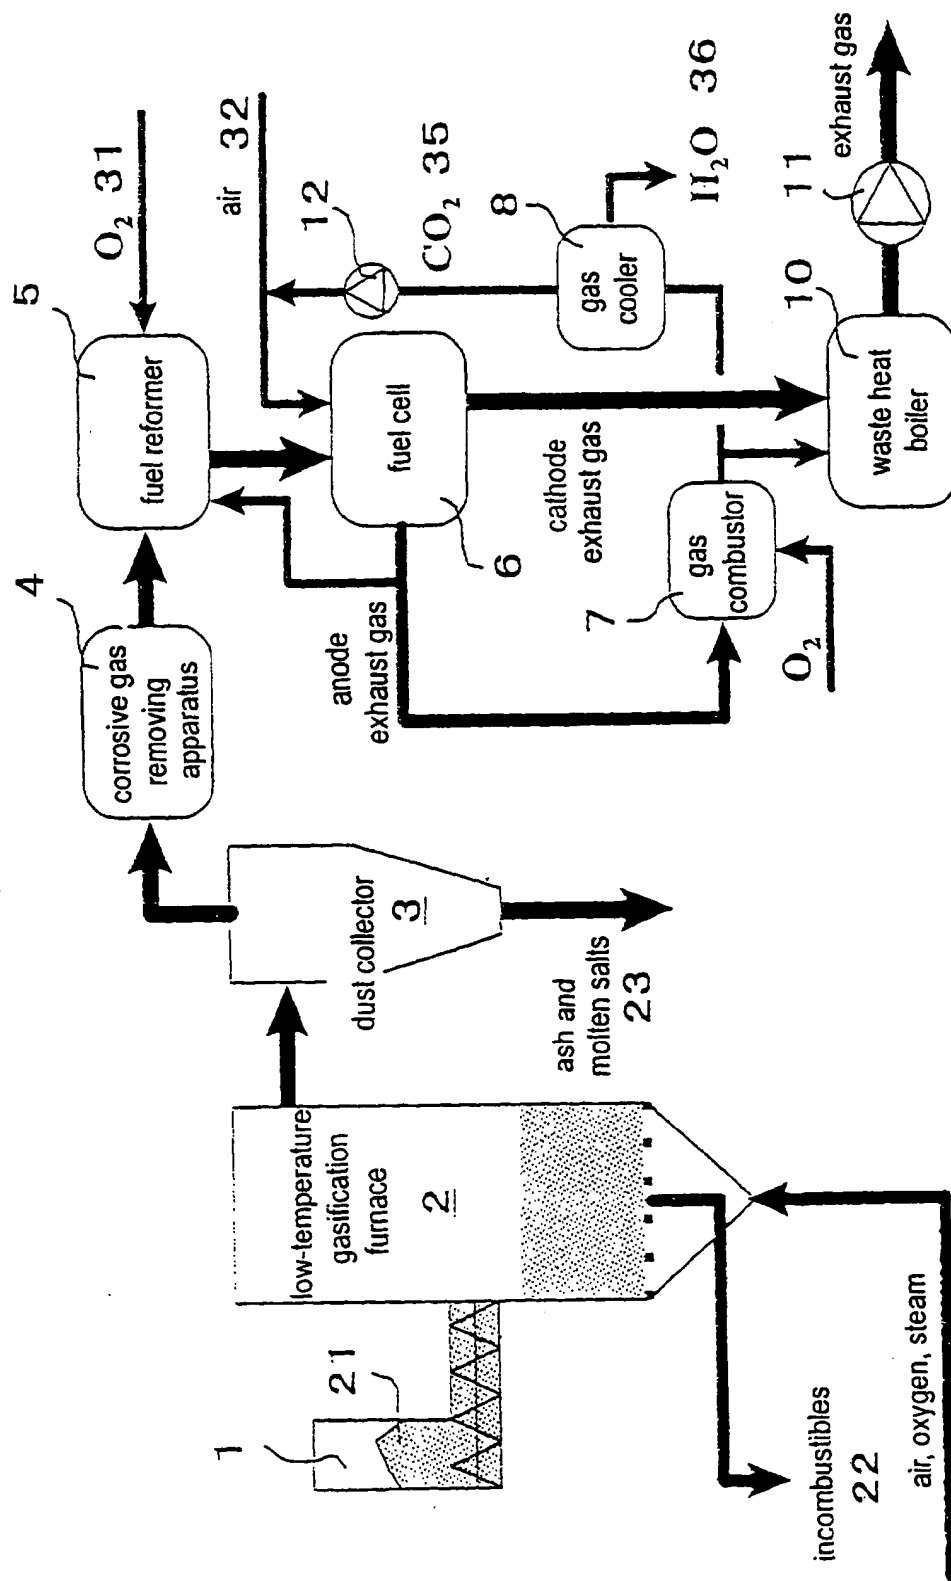 1
21
low-temperature
gasification
furnace
2
incombustibles
22
air, oxygen, steam
dust collector
3
ash and
molten salts
23
4
corrosive gas
removing
apparatus
5
fuel reformer
O₂ 31
air 32
12
CO₂ 35
fuel cell
6
anode
exhaust gas
cathode
exhaust gas
8
gas
cooler
H₂O 36
7
gas
combustor
O₂
10
waste heat
boiler
11
exhaust gas